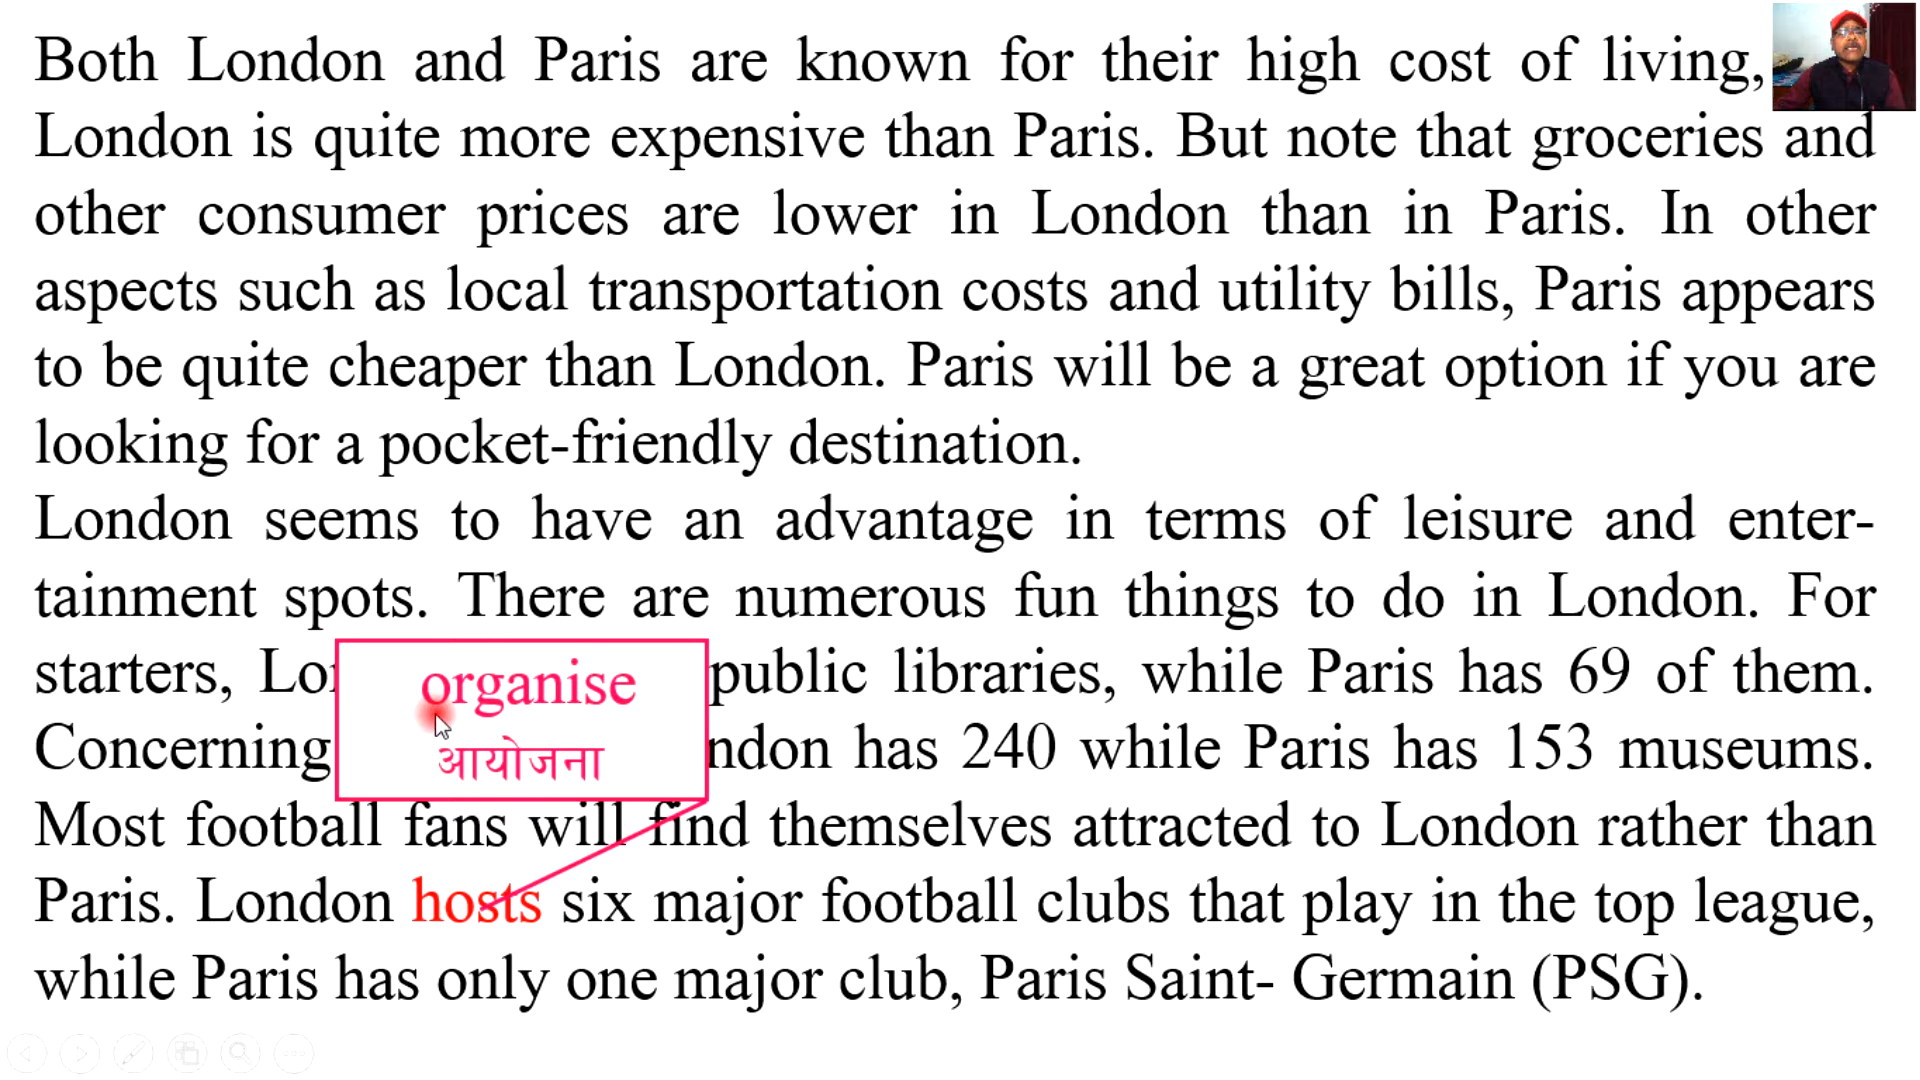 Both London and Paris are known for their high cost of living,
London is quite more expensive than Paris. But note that groceries and
other consumer prices are lower in London than in Paris. In other
aspects such as local transportation costs and utility bills, Paris appears
to be quite cheaper than London. Paris will be a great option if you are
looking for a pocket-friendly destination.
London seems to have an advantage in terms of leisure and enter-
tainment spots. There are numerous fun things to do in London. For
starters, public libraries, while Paris has 69 of them.
organise
Concerning has 240 while Paris has 153 museums.
आयोजना
Most football fans will find themselves attracted to London rather than
Paris. London hosts six major football clubs that play in the top league,
while Paris has only one major club, Paris Saint- Germain (PSG).